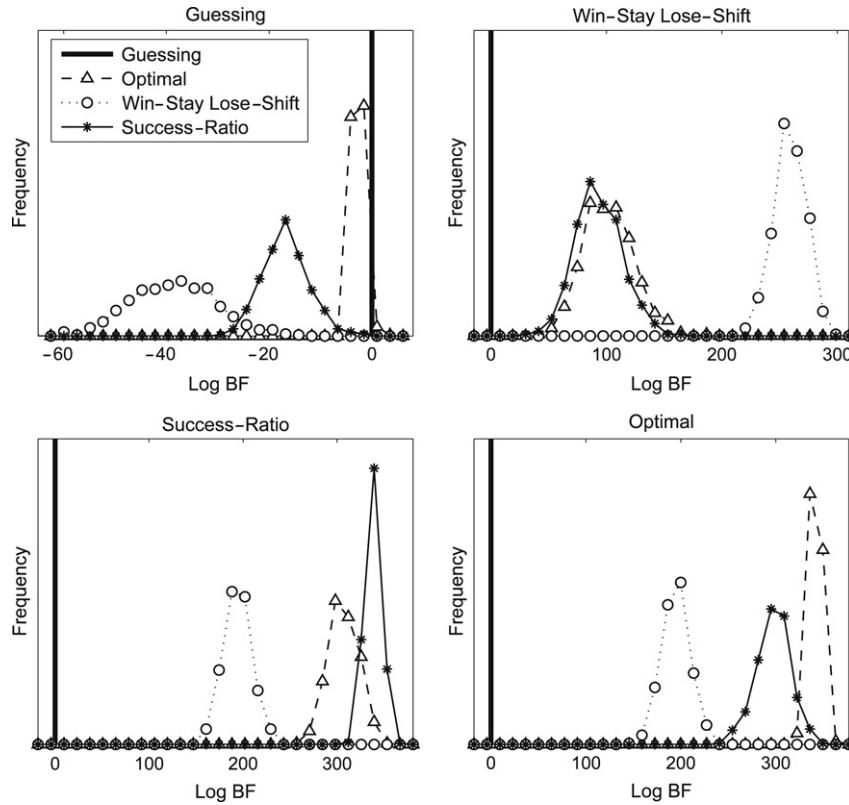 Guessing
Guessing
Optimal
Win-Stay Lose-Shift
Success-Ratio
Frequency
−60
−40
−20
0
Log BF
Win-Stay Lose-Shift
Frequency
0
100
200
300
Log BF
Success-Ratio
Frequency
0
100
200
300
Log BF
Optimal
Frequency
0
100
200
300
Log BF